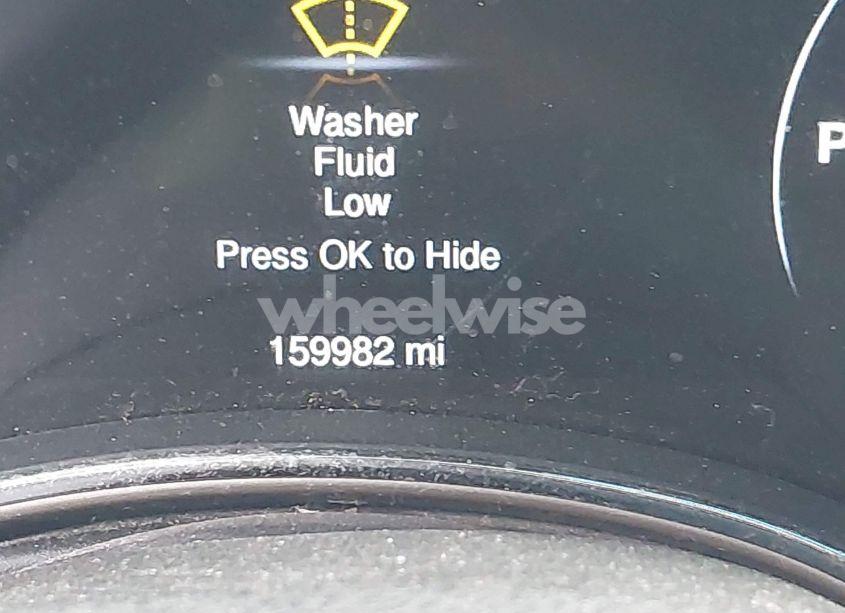 Washer
Fluid
Low
Press OK to Hide
wheelwise
159982 mi
P